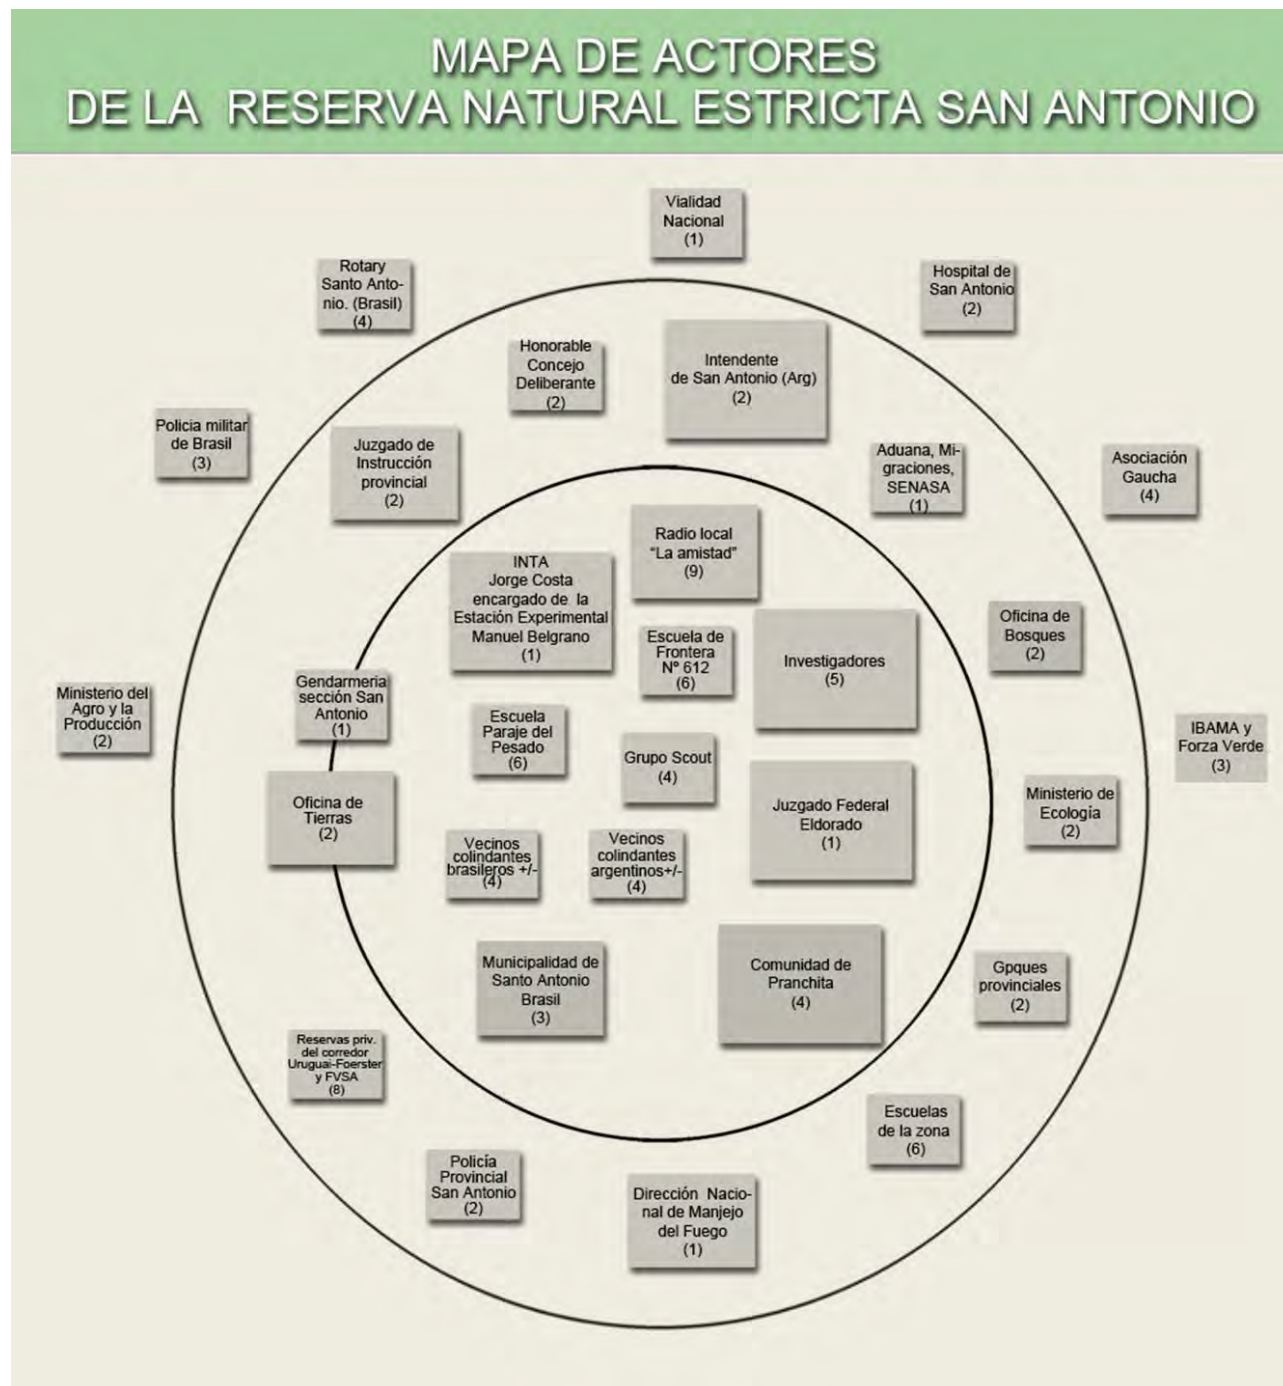 MAPA DE ACTORES
DE LA RESERVA NATURAL ESTRICTA SAN ANTONIO
Vialidad
Nacional
(1)
Rotary
Santo Anto-
nio. (Brasil)
(4)
Hospital de
San Antonio
(2)
Honorable
Concejo
Deliberante
(2)
Intendente
de San Antonio (Arg)
(2)
Policia militar
de Brasil
(3)
Juzgado de
Instrucción
provincial
(2)
Aduana, Mi-
graciones,
SENASA
(1)
Asociación
Gaucha
(4)
Radio local
“La amistad”
(9)
INTA
Jorge Costa
encargado de la
Estación Experimental
Manuel Belgrano
(1)
Escuela de
Frontera
Nº 612
(6)
Investigadores
(5)
Oficina de
Bosques
(2)
Ministerio del
Agro y la
Producción
(2)
Gendarmeria
sección San
Antonio
(1)
Escuela
Paraje del
Pesado
(6)
Grupo Scout
(4)
IBAMA y
Forza Verde
(3)
Oficina de
Tierras
(2)
Juzgado Federal
Eldorado
(1)
Ministerio de
Ecología
(2)
Vecinos
colindantes
brasileros +/-
(4)
Vecinos
colindantes
argentinos+/-
(4)
Municipalidad de
Santo Antonio
Brasil
(3)
Comunidad de
Pranchita
(4)
Gpques
provinciales
(2)
Reservas priv.
del corredor
Uruguai-Foerster
y FVSA
(8)
Escuelas
de la zona
(6)
Policía
Provincial
San Antonio
(2)
Dirección Nacio-
nal de Manjejo
del Fuego
(1)